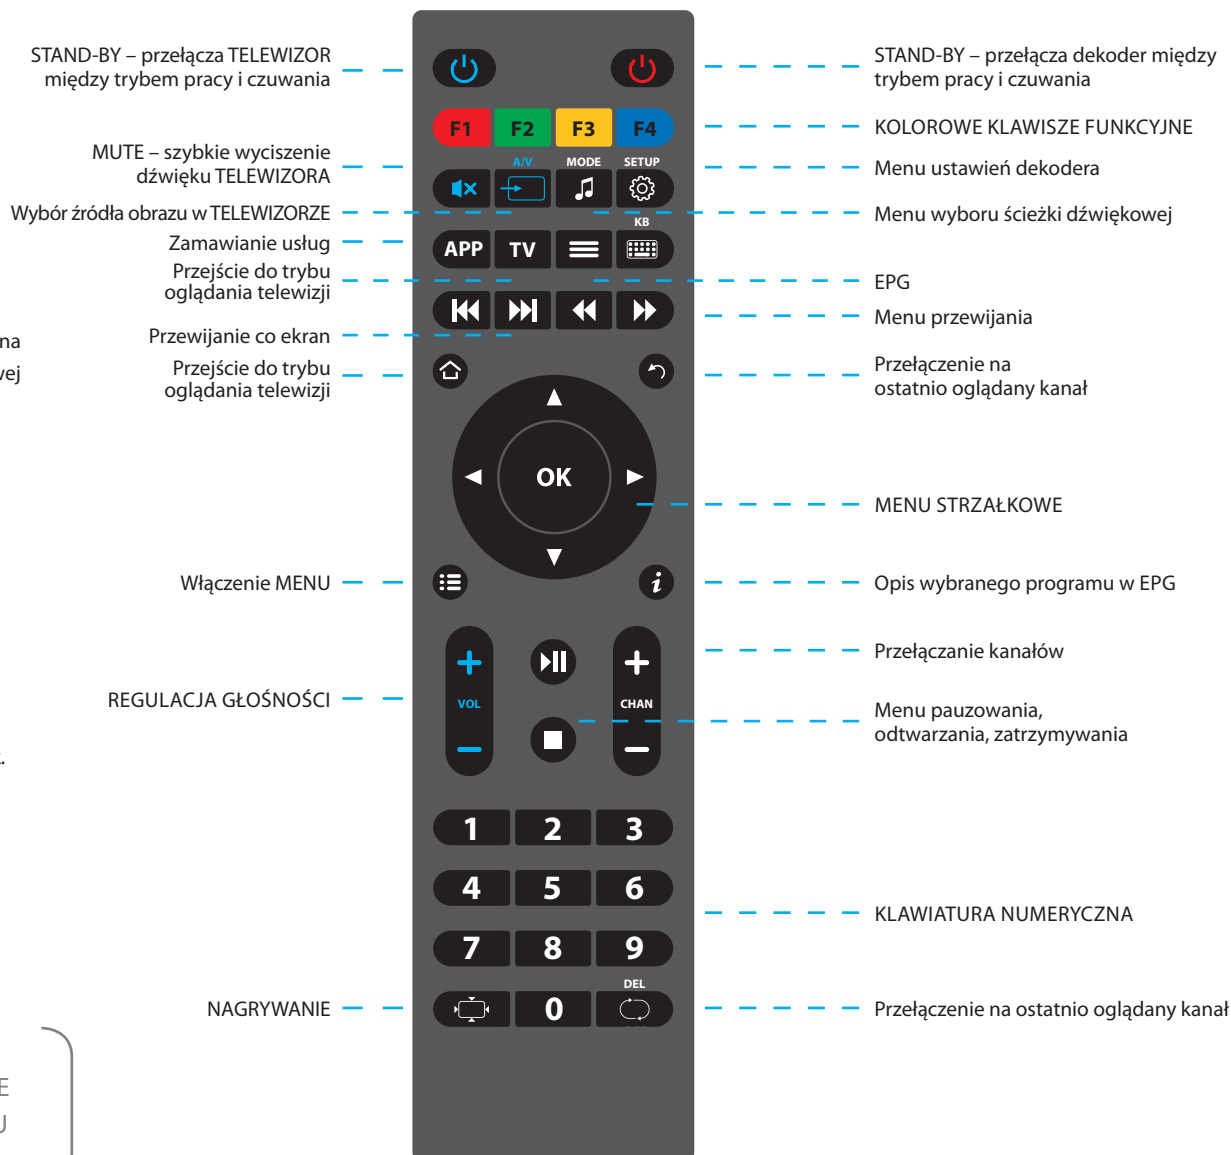 STAND-BY – przełącza TELEWIZOR
między trybem pracy i czuwania
STAND-BY – przełącza dekoder między
trybem pracy i czuwania
F1 F2 F3 F4
KOLOROWE KLAWISZE FUNKCYJNE
MUTE – szybkie wyciszenie
dźwięku TELEWIZORA
A/V MODE SETUP
Menu ustawień dekodera
Wybór źródła obrazu w TELEWIZORZE
Menu wyboru ścieżki dźwiękowej
KB
Zamawianie usług
APP TV
Przejście do trybu
oglądania telewizji
EPG
Przewijanie co ekran
Menu przewijania
na
wej
Przejście do trybu
oglądania telewizji
Przełączenie na
ostatnio oglądany kanał
OK
MENU STRZAŁKOWE
Włączenie MENU
i
Opis wybranego programu w EPG
Przełączanie kanałów
REGULACJA GŁOŚNOŚCI
VOL
CHAN
Menu pauzowania,
odtwarzania, zatrzymywania
1 2 3
4 5 6
KLAWIATURA NUMERYCZNA
7 8 9
DEL
NAGRYWANIE
0
Przełączenie na ostatnio oglądany kanał
E
U